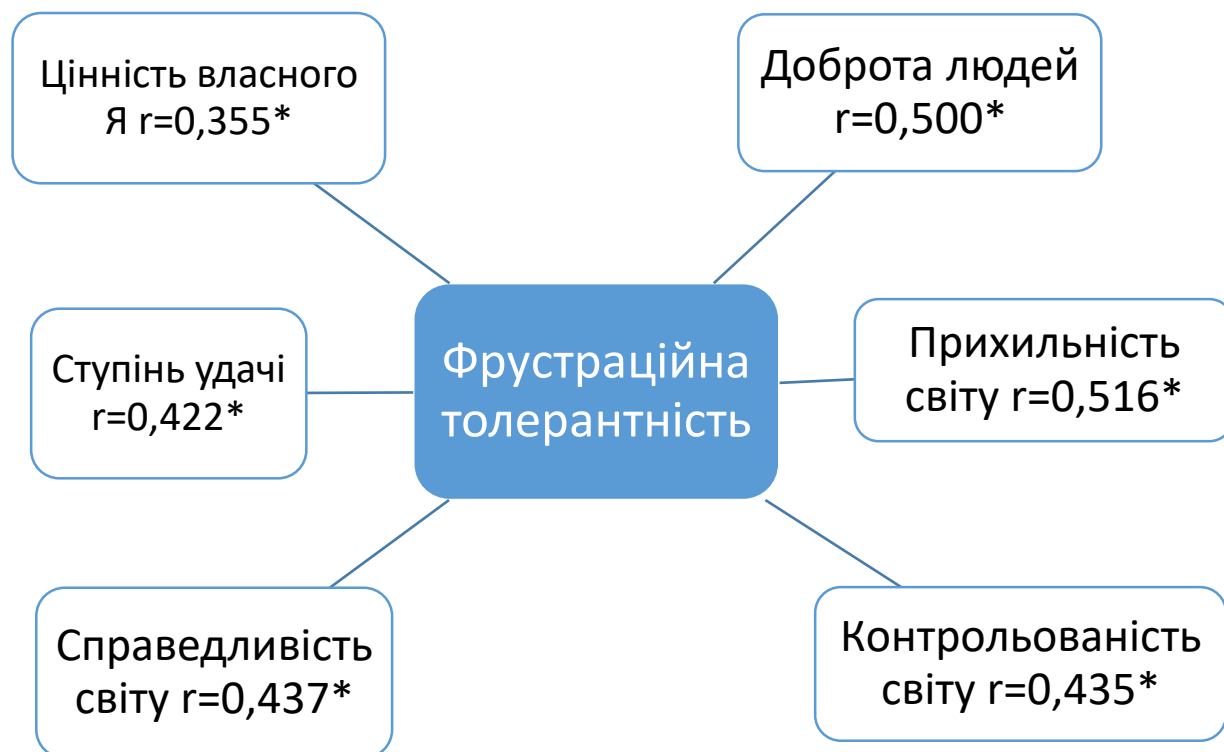 Цінність власного
Я r=0,355*
Доброта людей
r=0,500*
Ступінь удачі
r=0,422*
Фрустраційна
толерантність
Прихильність
світу r=0,516*
Справедливість
світу r=0,437*
Контрольованість
світу r=0,435*